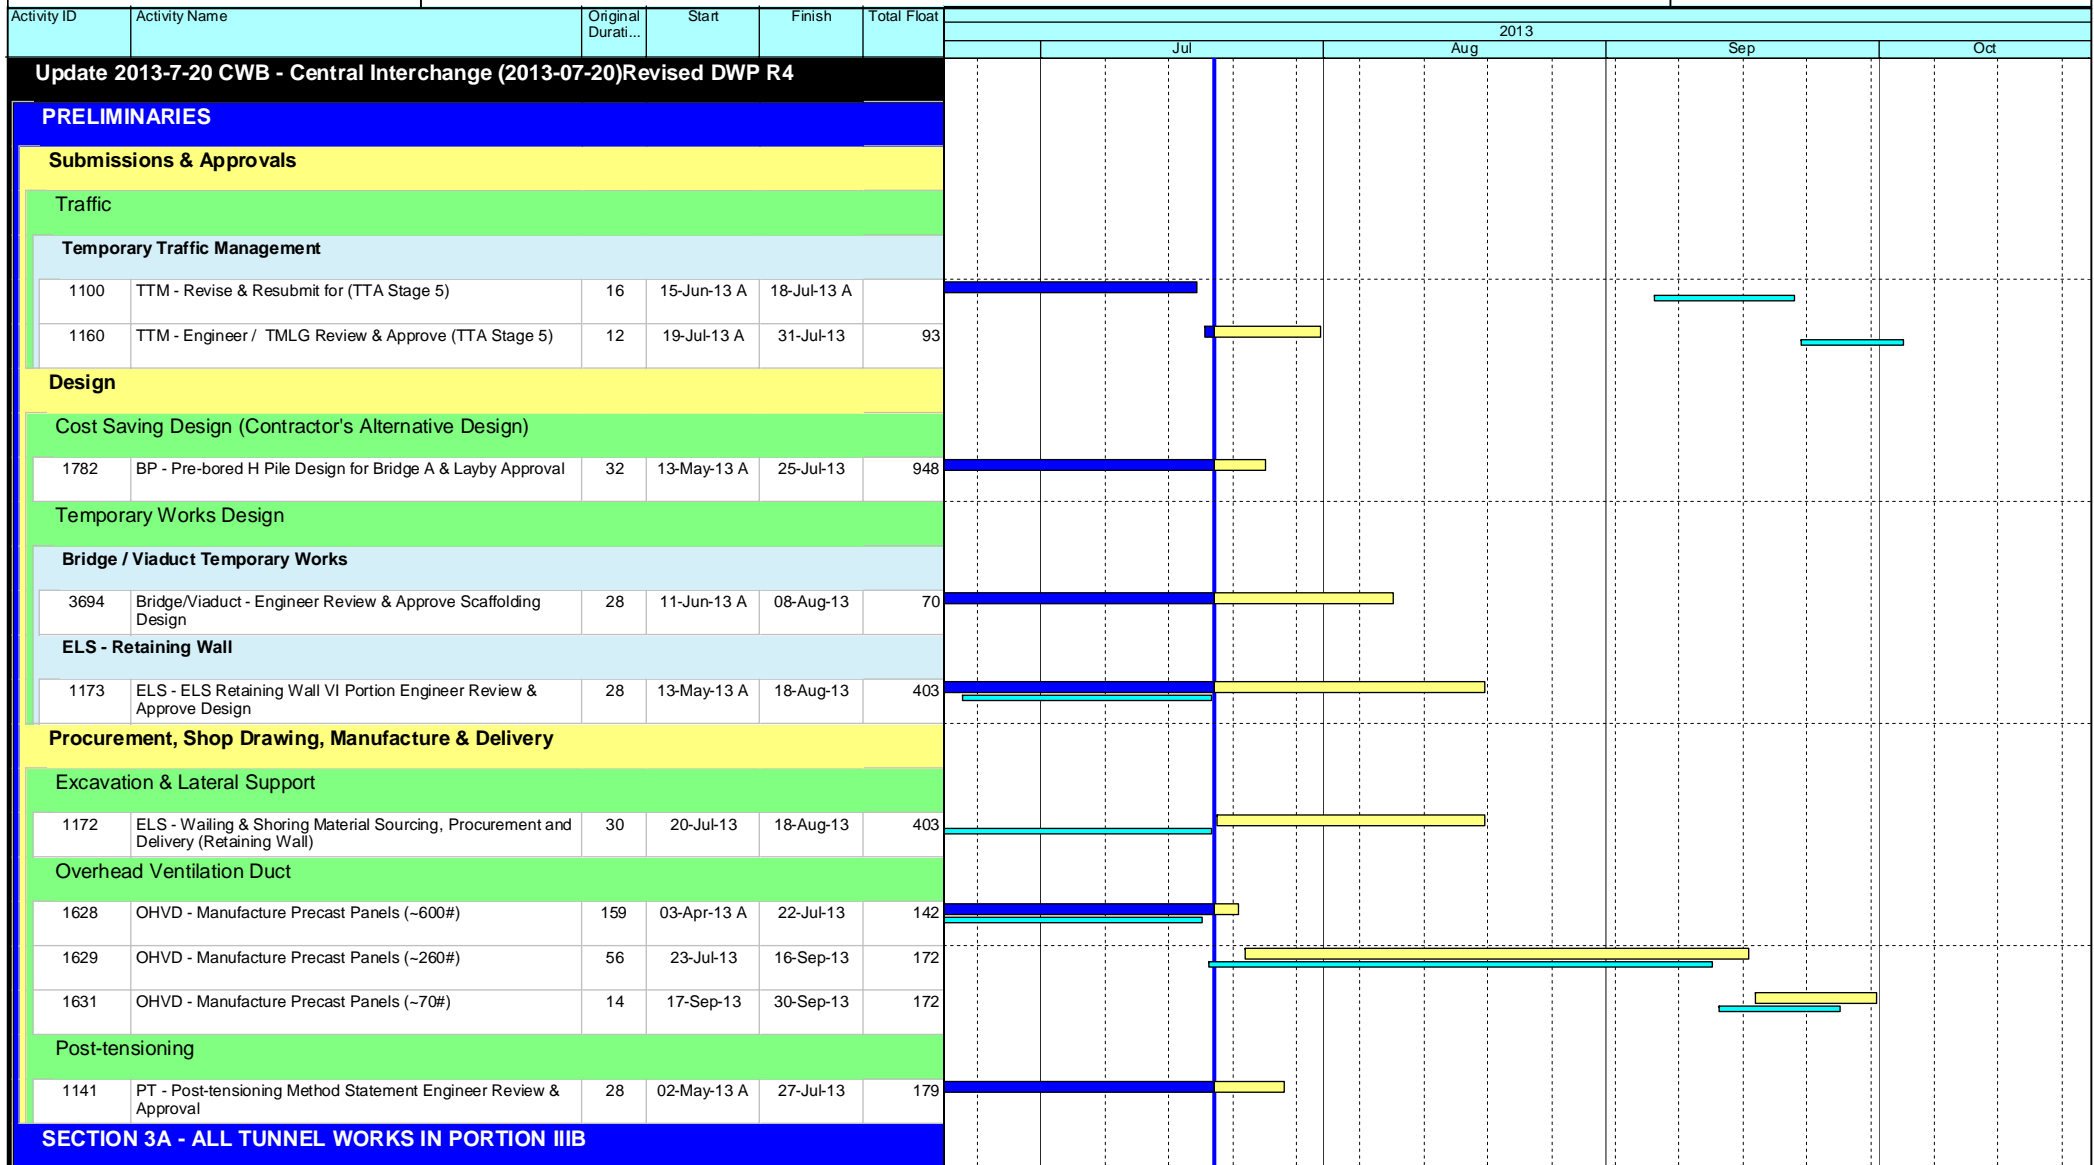 Activity ID Activity Name Original Start Finish Total Float
Durati...
2013
Jul Aug Sep Oct
Update 2013-7-20 CWB - Central Interchange (2013-07-20)Revised DWP R4
PRELIMINARIES
Submissions & Approvals
Traffic
Temporary Traffic Management
1100 TTM - Revise & Resubmit for (TTA Stage 5) 16 15-Jun-13 A 18-Jul-13 A
1160 TTM - Engineer / TMLG Review & Approve (TTA Stage 5) 12 19-Jul-13 A 31-Jul-13 93
Design
Cost Saving Design (Contractor's Alternative Design)
1782 BP - Pre-bored H Pile Design for Bridge A & Layby Approval 32 13-May-13 A 25-Jul-13 948
Temporary Works Design
Bridge / Viaduct Temporary Works
3694 Bridge/Viaduct - Engineer Review & Approve Scaffolding 28 11-Jun-13 A 08-Aug-13 70
Design
ELS - Retaining Wall
1173 ELS - ELS Retaining Wall VI Portion Engineer Review & 28 13-May-13 A 18-Aug-13 403
Approve Design
Procurement, Shop Drawing, Manufacture & Delivery
Excavation & Lateral Support
1172 ELS - Wailing & Shoring Material Sourcing, Procurement and 30 20-Jul-13 18-Aug-13 403
Delivery (Retaining Wall)
Overhead Ventilation Duct
1628 OHVD - Manufacture Precast Panels (~600#) 159 03-Apr-13 A 22-Jul-13 142
1629 OHVD - Manufacture Precast Panels (~260#) 56 23-Jul-13 16-Sep-13 172
1631 OHVD - Manufacture Precast Panels (~70#) 14 17-Sep-13 30-Sep-13 172
Post-tensioning
1141 PT - Post-tensioning Method Statement Engineer Review & 28 02-May-13 A 27-Jul-13 179
Approval
SECTION 3A - ALL TUNNEL WORKS IN PORTION IIIB